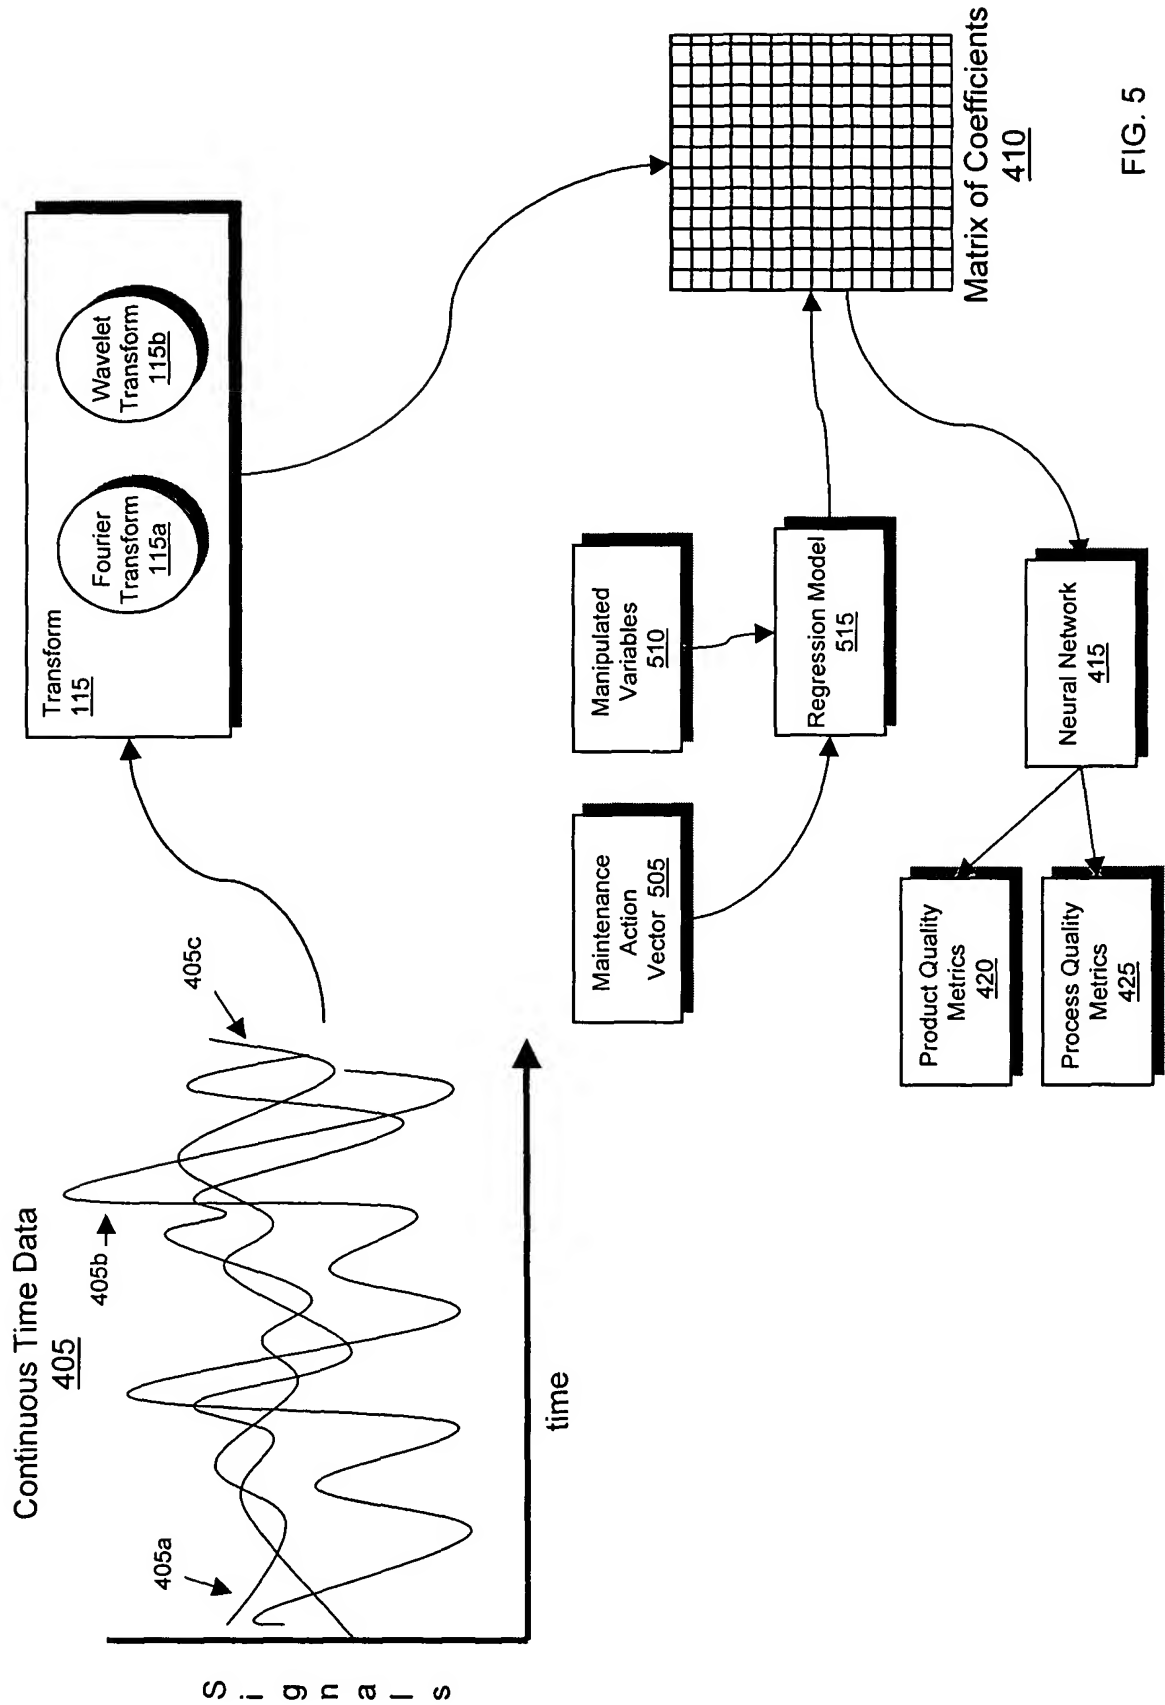 Continuous Time Data
405
405a
405b
405c
Signals
time
Transform
115
Fourier
Transform
115a
Wavelet
Transform
115b
Maintenance
Action
Vector 505
Manipulated
Variables
510
Regression Model
515
Matrix of Coefficients
410
Neural Network
415
Product Quality
Metrics
420
Process Quality
Metrics
425
FIG. 5